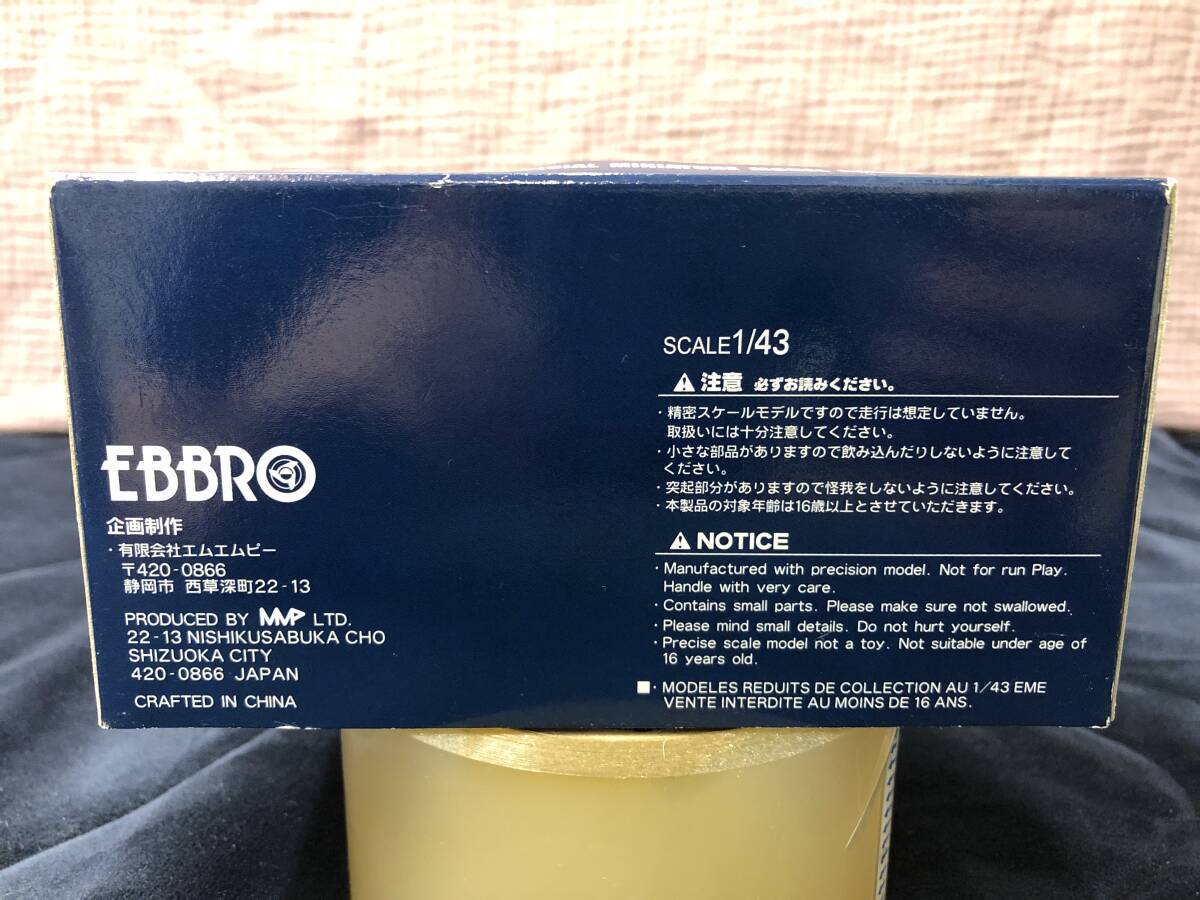 EBBRO
企画制作
・有限会社エムエムピー
〒420-0866
静岡市 西草深町22-13
PRODUCED BY MMP LTD.
22-13 NISHIKUSABUKA CHO
SHIZUOKA CITY
420-0866 JAPAN
CRAFTED IN CHINA
SCALE1/43
注意 必ずお読みください。
・精密スケールモデルですので走行は想定していません。
取扱いには十分注意してください。
・小さな部品がありますので飲み込んだりしないように注意して
ください。
・突起部分がありますので怪我をしないように注意してください。
・本製品の対象年齢は16歳以上とさせていただきます。
NOTICE
・Manufactured with precision model. Not for run Play.
Handle with very care.
・Contains small parts. Please make sure not swallowed.
・Please mind small details. Do not hurt yourself.
・Precise scale model not a toy. Not suitable under age of
16 years old.
■・MODELES REDUITS DE COLLECTION AU 1/43 EME
VENTE INTERDITE AU MOINS DE 16 ANS.